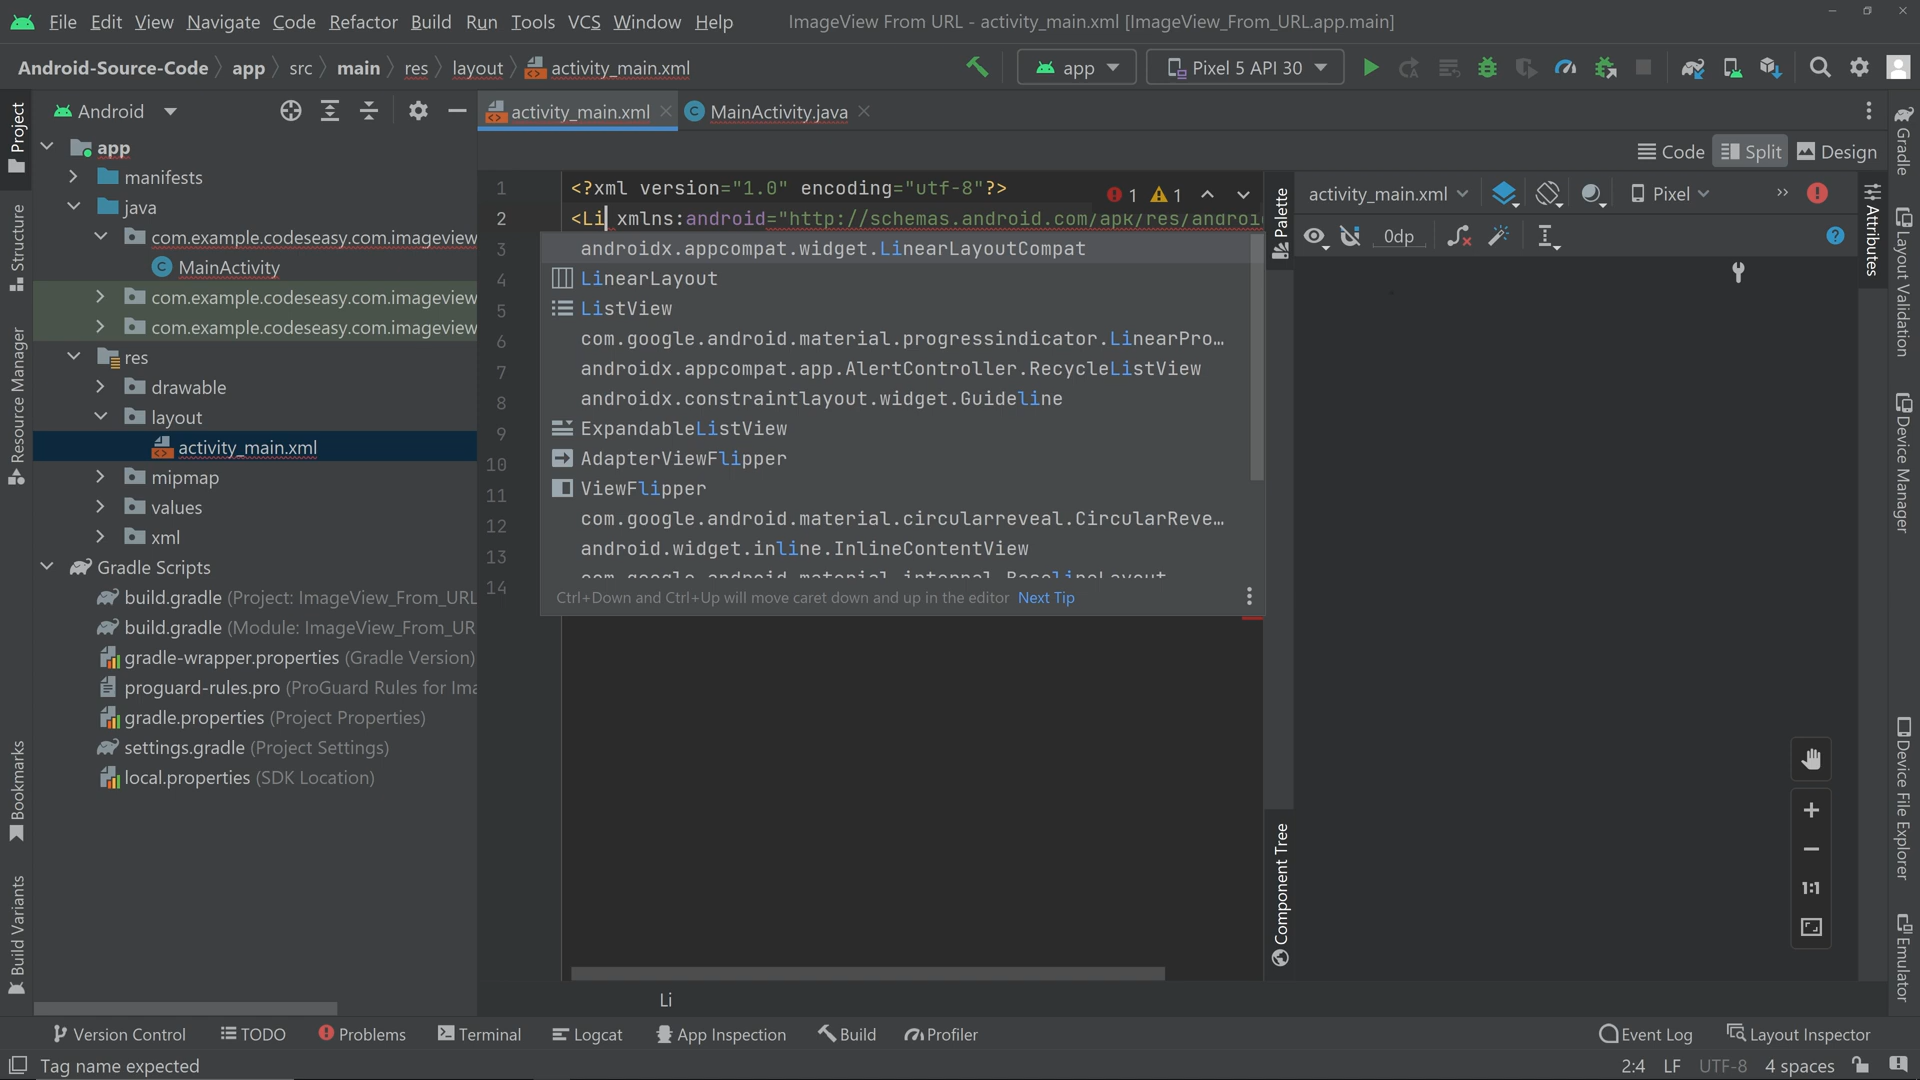 File Edit View Navigate Code Refactor Build Run Tools VCS Window Help ImageView From URL - activity_main.xml [ImageView_From_URL.app.main]
Android-Source-Code app src main res layout activity_main.xml app Pixel 5 API 30
Project
Android
activity_main.xml MainActivity.java
Code Split Design
app
manifests
java
com.example.codeseasy.com.imageview
MainActivity
com.example.codeseasy.com.imageview
com.example.codeseasy.com.imageview
res
drawable
layout
activity_main.xml
mipmap
values
xml
Gradle Scripts
build.gradle (Project: ImageView_From_URL
build.gradle (Module: ImageView_From_UR
gradle-wrapper.properties (Gradle Version)
proguard-rules.pro (ProGuard Rules for Ima
gradle.properties (Project Properties)
settings.gradle (Project Settings)
local.properties (SDK Location)
Structure
Resource Manager
Bookmarks
Build Variants
1 <?xml version="1.0" encoding="utf-8"?> 1 1
2 <Li xmlns:android="http://schemas.android.com/apk/res/androi
3 androidx.appcompat.widget.LinearLayoutCompat
4 LinearLayout
5 ListView
6 com.google.android.material.progressindicator.LinearPro…
7 androidx.appcompat.app.AlertController.RecycleListView
8 androidx.constraintlayout.widget.Guideline
9 ExpandableListView
10 AdapterViewFlipper
11 ViewFlipper
12 com.google.android.material.circularreveal.CircularReve…
13 android.widget.inline.InlineContentView
com.google.android.material.internal.BaselineLayout
14
Ctrl+Down and Ctrl+Up will move caret down and up in the editor Next Tip
Li
Palette
Component Tree
activity_main.xml Pixel
0dp
1:1
Attributes
Gradle
Layout Validation
Device Manager
Device File Explorer
Emulator
Version Control TODO Problems Terminal Logcat App Inspection Build Profiler Event Log Layout Inspector
Tag name expected 2:4 LF UTF-8 4 spaces